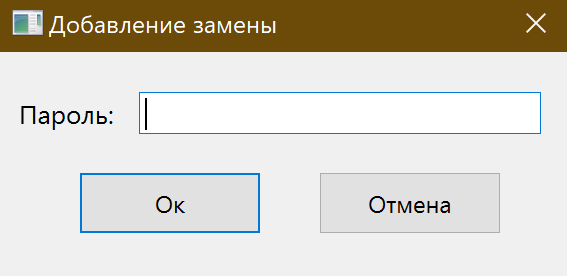 Добавление замены
Пароль:
Ок
Отмена